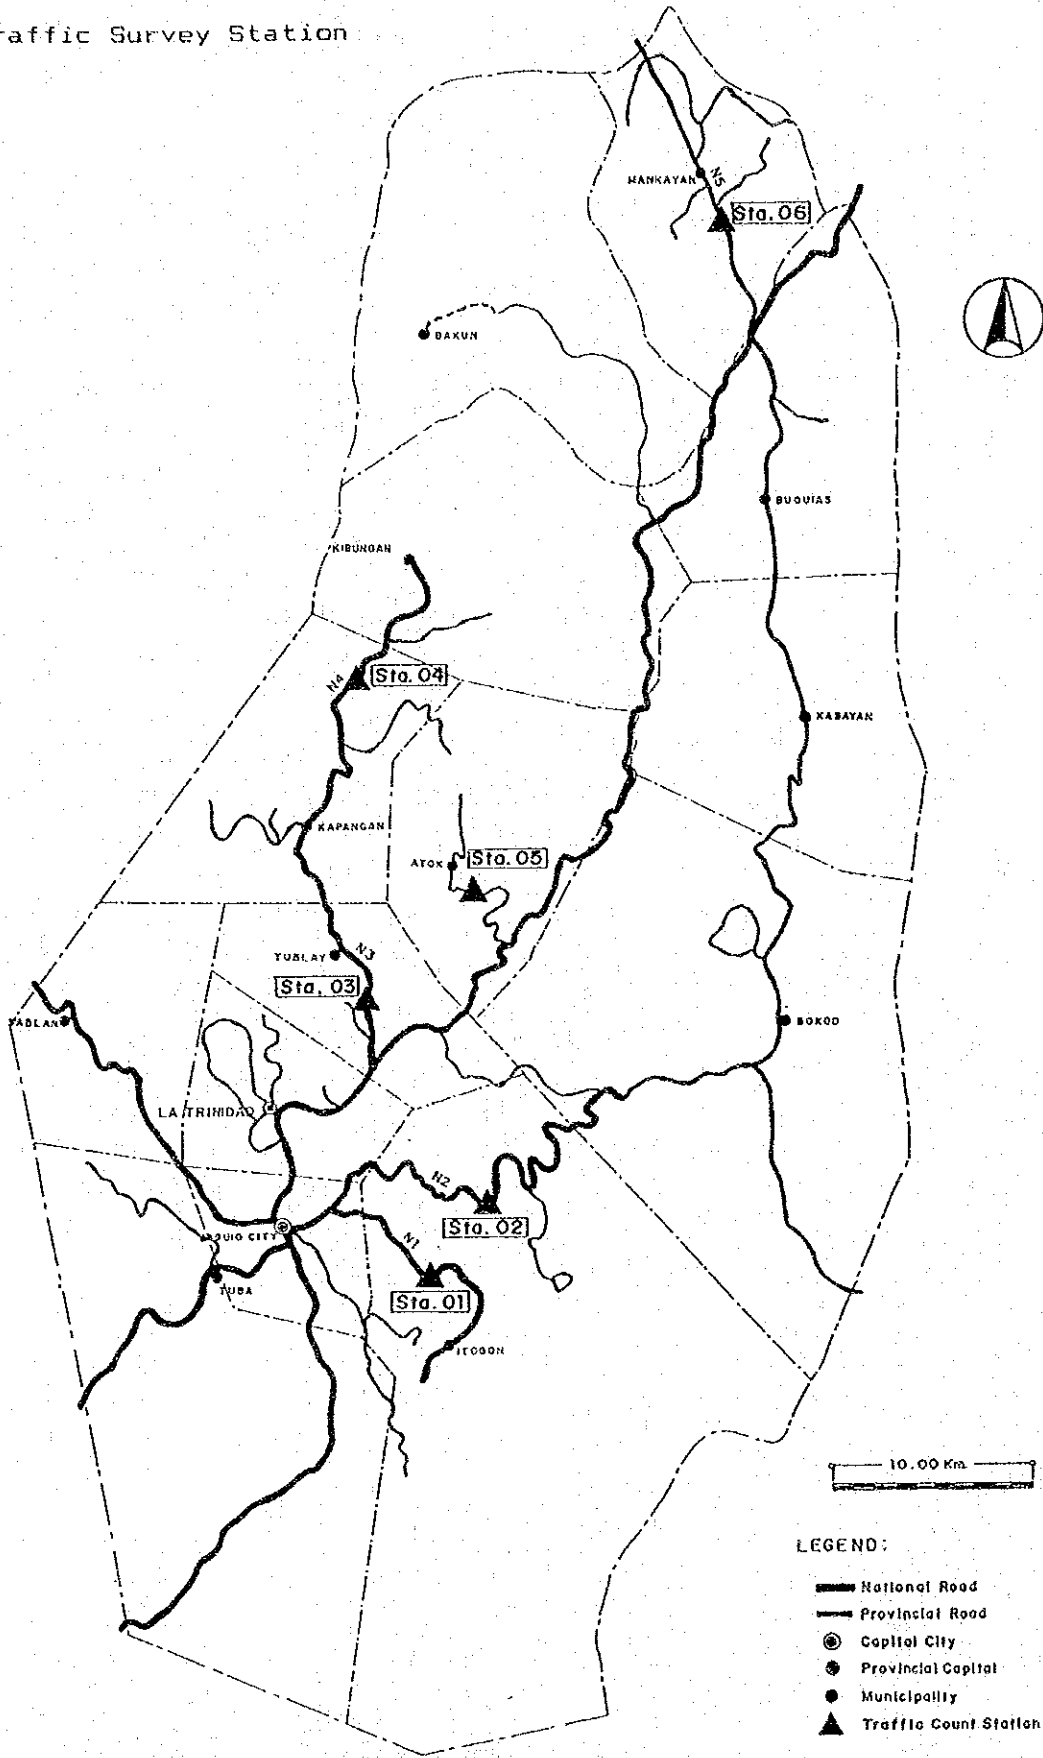 raffic Survey Station
MANKAYAN
N5
Sta. 06
BAKUN
BUGUIAS
KIBUNGAN
N4
Sta. 04
KABAYAN
KAPANGAN
ATOK
Sta. 05
TUBLAY
N3
Sta. 03
BOKOD
LA TRINIDAD
N2
Sta. 02
CITY
N1
TUBA
Sta. 01
ITOGON
10.00 Km.
LEGEND:
National Road
Provincial Road
Capital City
Provincial Capital
Municipality
Traffic Count Station